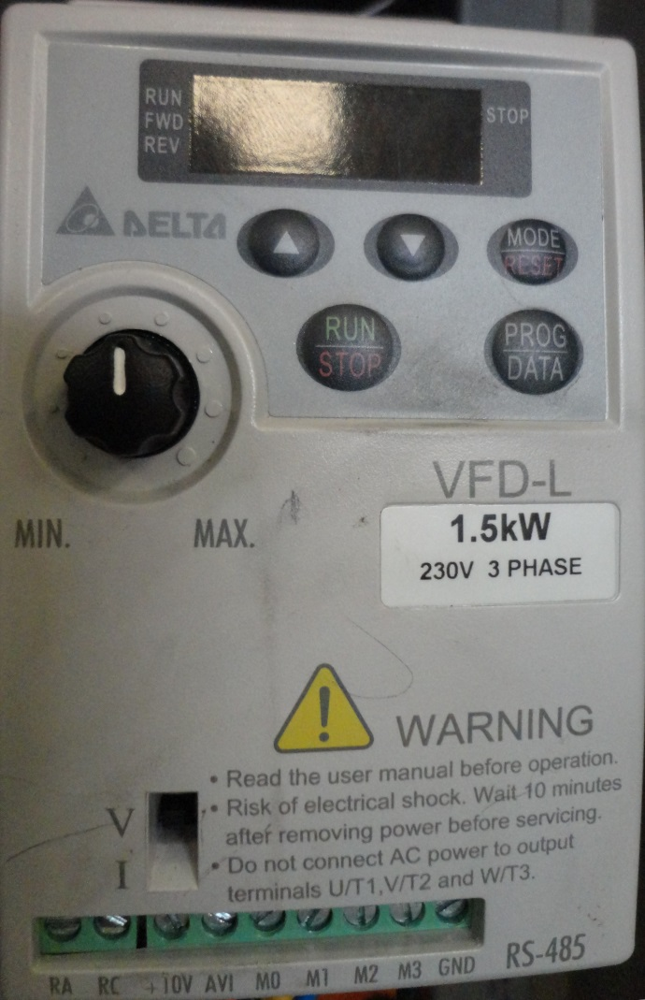 RUN
FWD
REV
STOP
DELTA
MODE
RESET
RUN
STOP
PROG
DATA
MIN.
MAX.
VFD-L
1.5kW
230V 3 PHASE
WARNING
• Read the user manual before operation.
• Risk of electrical shock. Wait 10 minutes
after removing power before servicing.
• Do not connect AC power to output
terminals U/T1,V/T2 and W/T3.
V
I
RA RC +10V AVI M0 M1 M2 M3 GND
RS-485